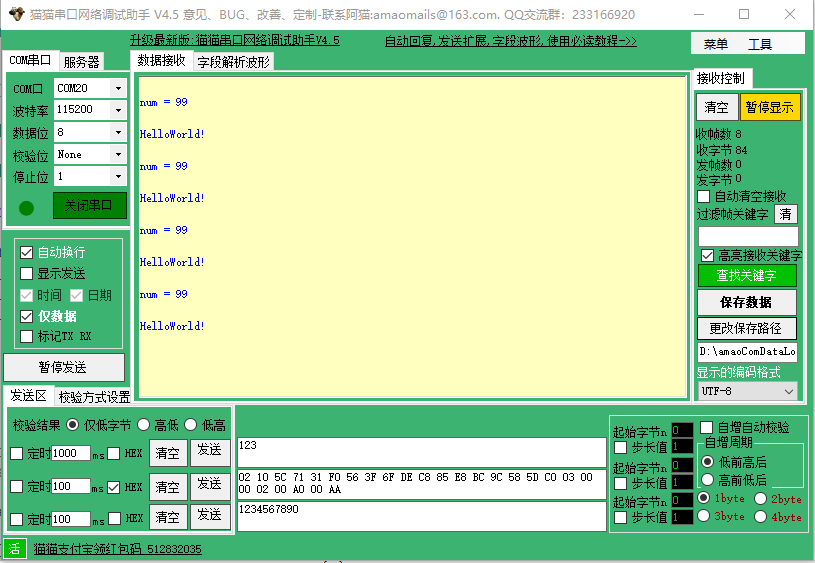 猫猫串口网络调试助手 V4.5 意见、BUG、改善、定制-联系阿猫:amaomails@163.com. QQ交流群：233166920
升级最新版:猫猫串口网络调试助手V4.5
自动回复,发送扩展,字段波形,使用必读教程->>
菜单 工具
COM串口 服务器
数据接收 字段解析波形
接收控制
COM口 COM20
波特率 115200
数据位 8
校验位 None
停止位 1
关闭串口
自动换行
显示发送
时间 日期
仅数据
标记TX RX
暂停发送
num = 99
HelloWorld!
num = 99
HelloWorld!
num = 99
HelloWorld!
num = 99
HelloWorld!
清空 暂停显示
收帧数 8
收字节 84
发帧数 0
发字节 0
自动清空接收
过滤帧关键字 清
高亮接收关键字
查找关键字
保存数据
更改保存路径
D:\amaoComDataLo
显示的编码格式
UTF-8
发送区 校验方式设置
校验结果 仅低字节 高低 低高
定时 1000 ms HEX 清空 发送
123
定时 100 ms HEX 清空 发送
02 10 5C 71 31 F0 56 3F 6F DE C8 85 E8 BC 9C 58 5D C0 03 00
00 02 00 A0 00 AA
定时 100 ms HEX 清空 发送
1234567890
起始字节n 0
步长值 1
起始字节n 0
步长值 1
起始字节n 0
步长值 1
自增自动校验
自增周期
低前高后
高前低后
1byte 2byte
3byte 4byte
活 猫猫支付宝领红包码 512832035